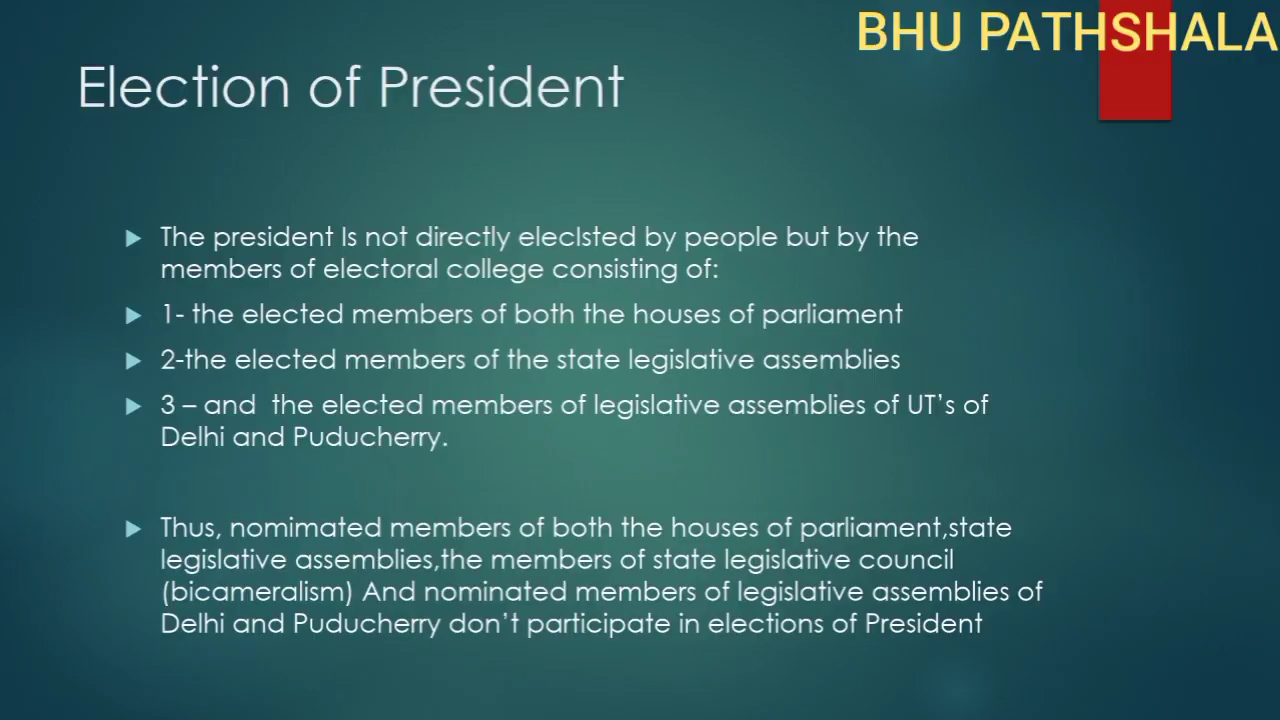 BHU PATHSHALA
Election of President
The president Is not directly eleclsted by people but by the
members of electoral college consisting of:
1- the elected members of both the houses of parliament
2-the elected members of the state legislative assemblies
3 – and  the elected members of legislative assemblies of UT’s of
Delhi and Puducherry.
Thus, nomimated members of both the houses of parliament,state
legislative assemblies,the members of state legislative council
(bicameralism) And nominated members of legislative assemblies of
Delhi and Puducherry don’t participate in elections of President